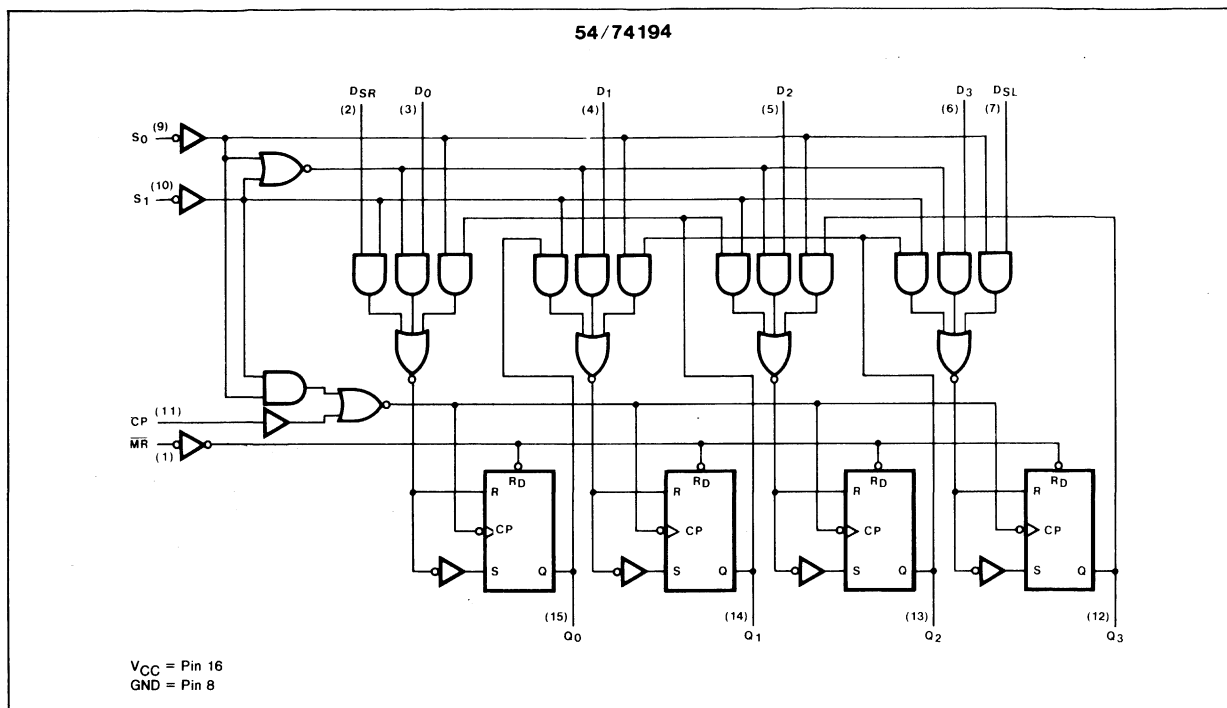 54/74194
DSR D0 D1 D2 D3 DSL
(2) (3) (4) (5) (6) (7)
S0 (9)
S1 (10)
CP (11)
MR
(1)
RD RD RD RD
R R R R
CP CP CP CP
S Q S Q S Q S Q
(15) (14) (13) (12)
Q0 Q1 Q2 Q3
VCC = Pin 16
GND = Pin 8